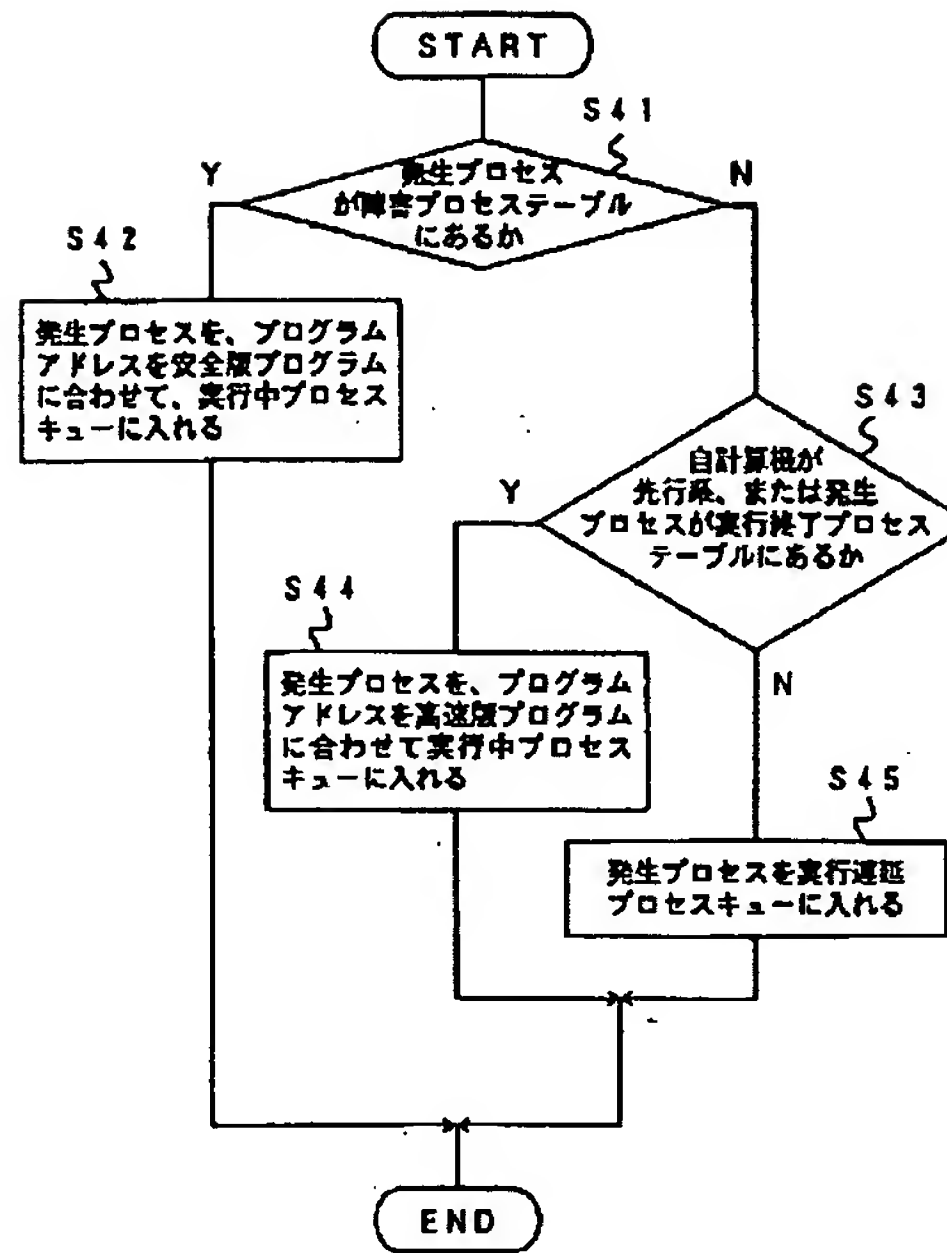 START
S41
発生プロセス
が障害プロセステーブル
にあるか
Y
N
S42
発生プロセスを、プログラム
アドレスを安全版プログラム
に合わせて、実行中プロセス
キューに入れる
S43
自計算機が
先行系、または発生
プロセスが実行終了プロセス
テーブルにあるか
Y
N
S44
発生プロセスを、プログラム
アドレスを高速版プログラム
に合わせて実行中プロセス
キューに入れる
S45
発生プロセスを実行遅延
プロセスキューに入れる
END